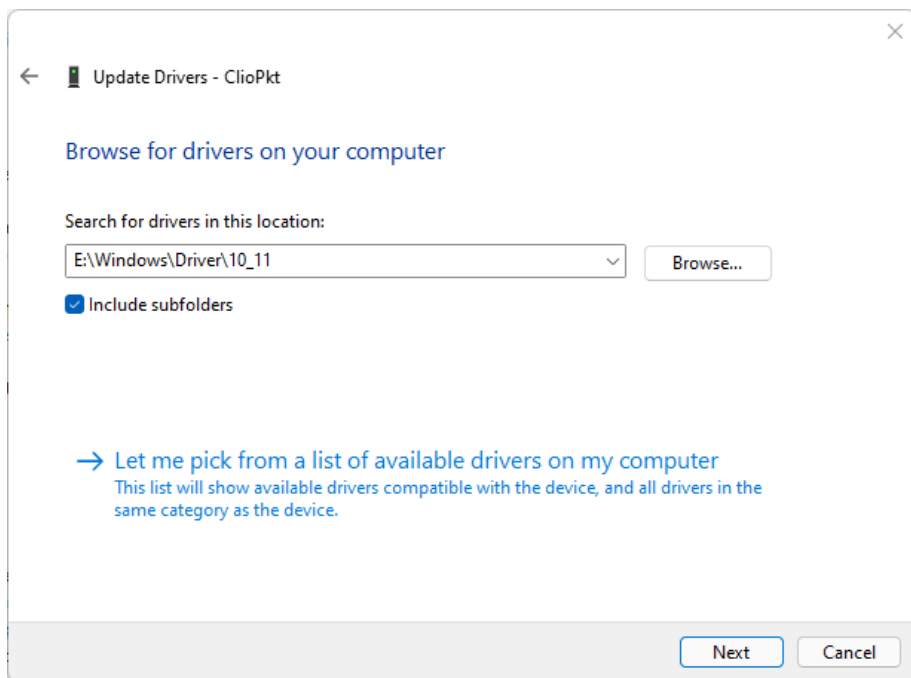 Update Drivers - ClioPkt
Browse for drivers on your computer
Search for drivers in this location:
E:\Windows\Driver\10_11
Browse...
Include subfolders
Let me pick from a list of available drivers on my computer
This list will show available drivers compatible with the device, and all drivers in the
same category as the device.
Next
Cancel